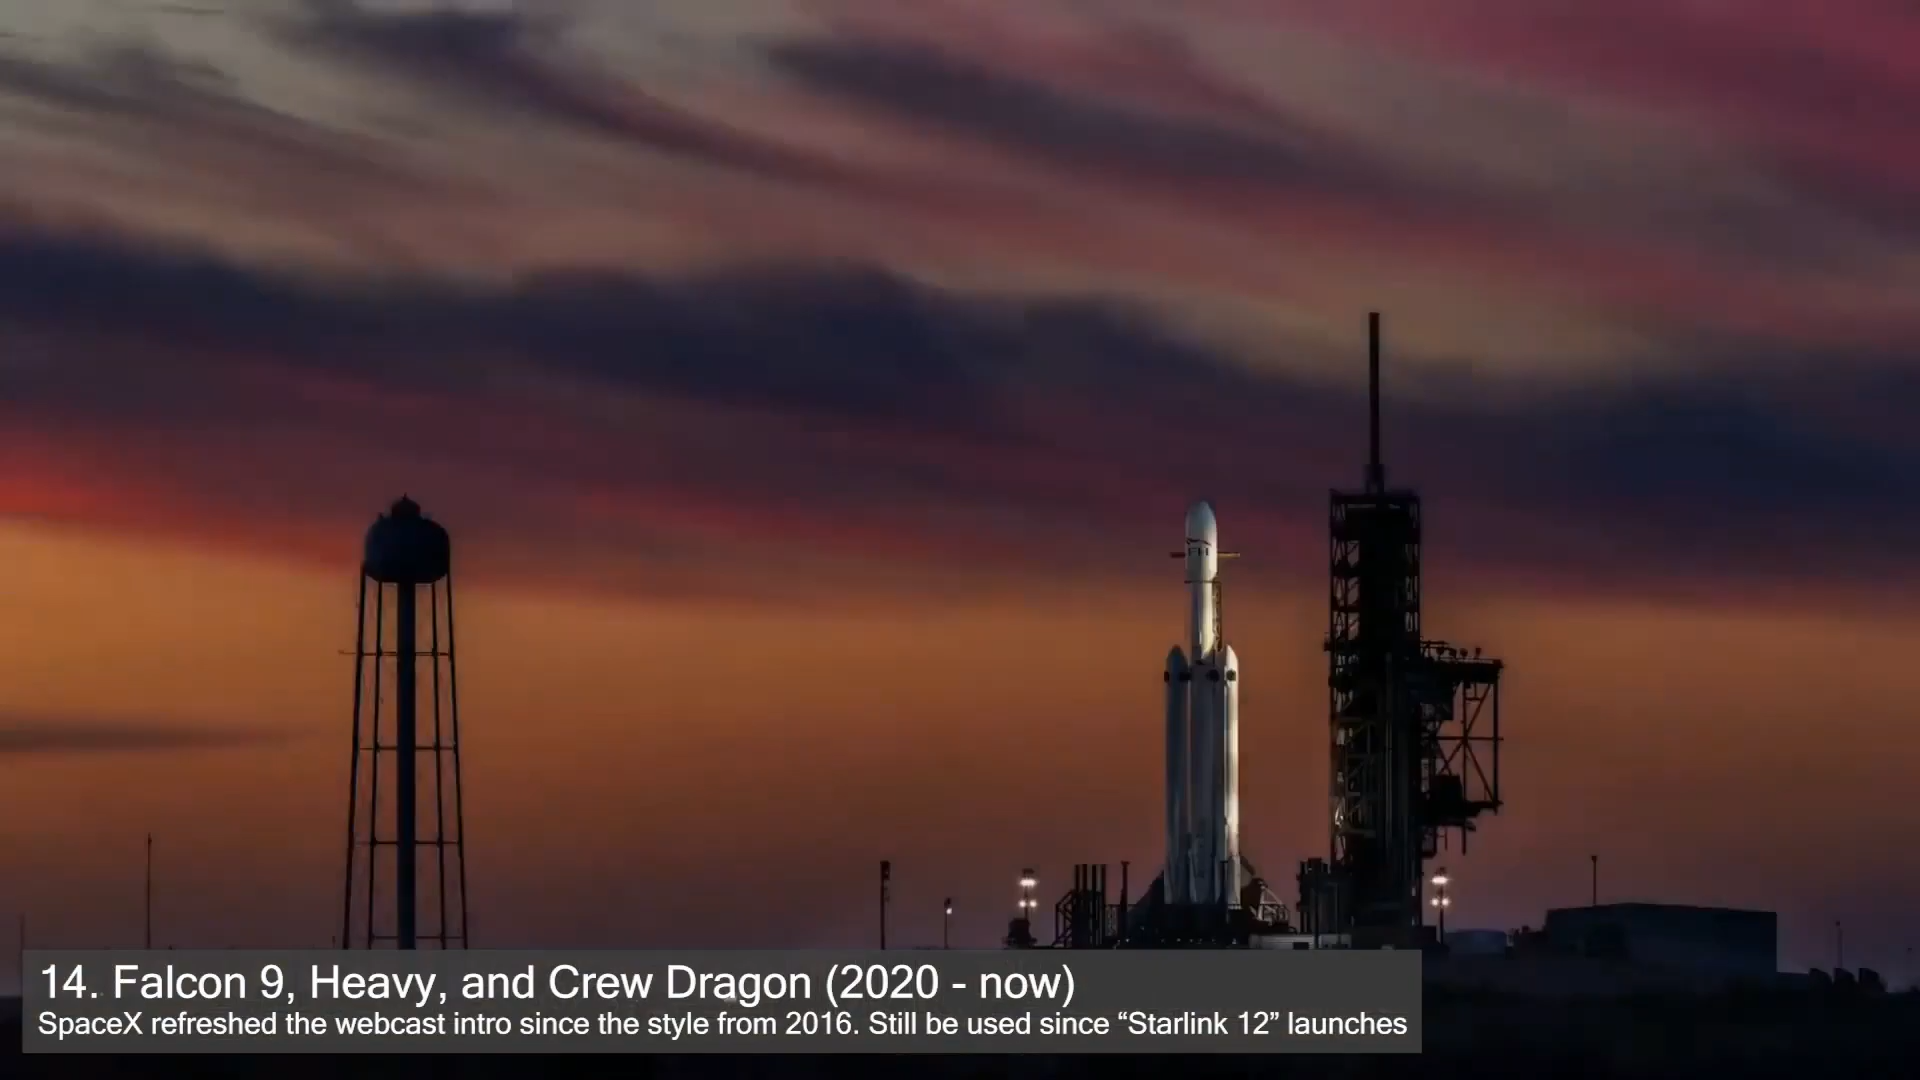 14. Falcon 9, Heavy, and Crew Dragon (2020 - now)
SpaceX refreshed the webcast intro since the style from 2016. Still be used since “Starlink 12” launches